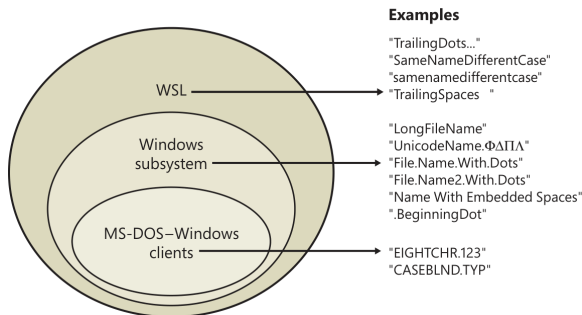 Examples
"TrailingDots..."
"SameNameDifferentCase"
"samenamedifferentcase"
"TrailingSpaces   "
WSL
"LongFileName"
"UnicodeName.ΦΔΠΛ"
"File.Name.With.Dots"
"File.Name2.With.Dots"
"Name With Embedded Spaces"
".BeginningDot"
Windows
subsystem
"EIGHTCHR.123"
"CASEBLND.TYP"
MS-DOS–Windows
clients